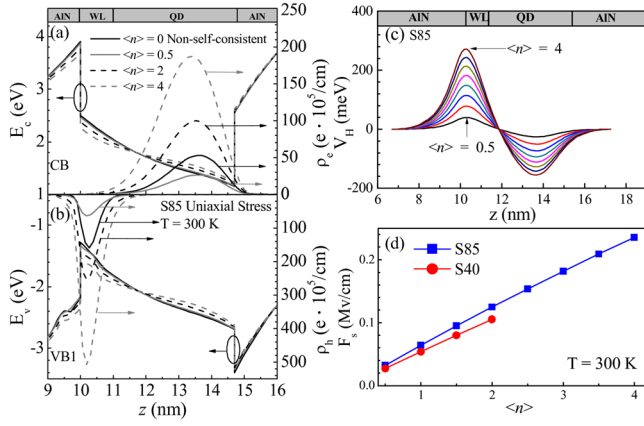 AlN WL QD AlN
(a) <n> = 0 Non-self-consistent
<n> = 0.5
<n> = 2
<n> = 4
CB
E_c (eV)
4
3
2
1
ρ_e (e · 10^5/cm)
250
200
150
100
50
0
(b)
S85 Uniaxial Stress
T = 300 K
VB1
E_v (eV)
-1
-2
-3
ρ_h (e · 10^5/cm)
100
200
300
400
500
9 10 11 12 13 14 15 16
z (nm)
AlN WL QD AlN
(c) S85
<n> = 4
<n> = 0.5
V_H (meV)
400
200
0
-200
6 8 10 12 14 16 18
z (nm)
(d)
S85
S40
T = 300 K
F_s (Mv/cm)
0.2
0.1
0.0
1 2 3 4
<n>